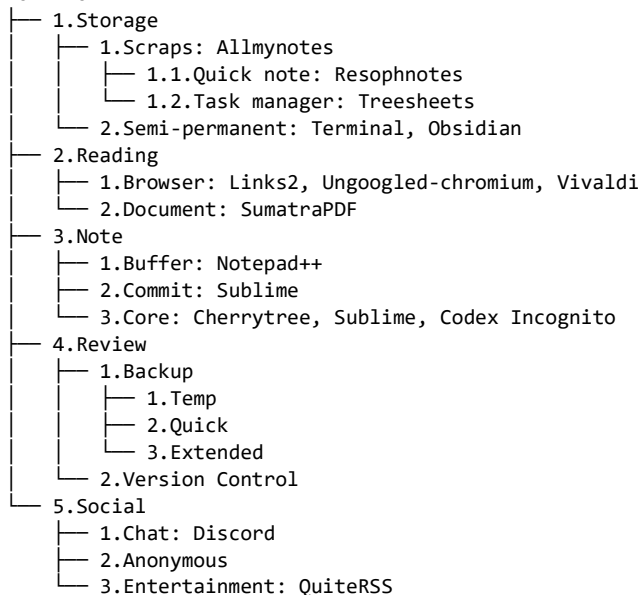 ├── 1.Storage
│   ├── 1.Scraps: Allmynotes
│   │   ├── 1.1.Quick note: Resophnotes
│   │   └── 1.2.Task manager: Treesheets
│   └── 2.Semi-permanent: Terminal, Obsidian
├── 2.Reading
│   ├── 1.Browser: Links2, Ungoogled-chromium, Vivaldi
│   └── 2.Document: SumatraPDF
├── 3.Note
│   ├── 1.Buffer: Notepad++
│   ├── 2.Commit: Sublime
│   └── 3.Core: Cherrytree, Sublime, Codex Incognito
├── 4.Review
│   ├── 1.Backup
│   │   ├── 1.Temp
│   │   ├── 2.Quick
│   │   └── 3.Extended
│   └── 2.Version Control
└── 5.Social
    ├── 1.Chat: Discord
    ├── 2.Anonymous
    └── 3.Entertainment: QuiteRSS